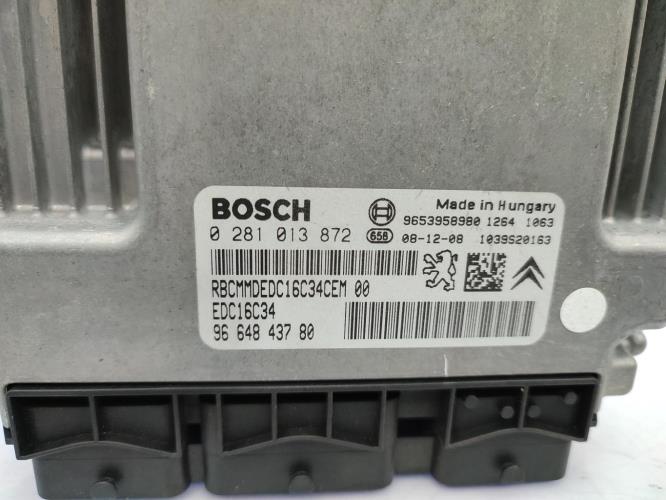 BOSCH
Made in Hungary
9653958980 1264 1063
0 281 013 872 658 08-12-08 1039S20163
RBCMMDEDC16C34CEM 00
EDC16C34
96 648 437 80